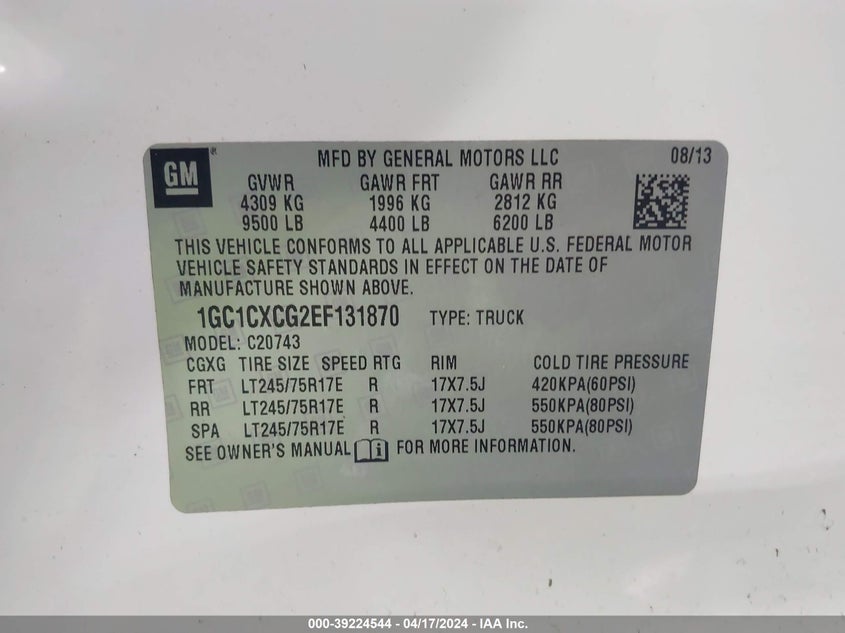 GM® MFD BY GENERAL MOTORS LLC 08/13
GVWR GAWR FRT GAWR RR
4309 KG 1996 KG 2812 KG
9500 LB 4400 LB 6200 LB
THIS VEHICLE CONFORMS TO ALL APPLICABLE U.S. FEDERAL MOTOR
VEHICLE SAFETY STANDARDS IN EFFECT ON THE DATE OF
MANUFACTURE SHOWN ABOVE.
1GC1CXCG2EF131870 TYPE: TRUCK
MODEL: C20743
CGXG TIRE SIZE SPEED RTG RIM COLD TIRE PRESSURE
FRT LT245/75R17E R 17X7.5J 420KPA(60PSI)
RR LT245/75R17E R 17X7.5J 550KPA(80PSI)
SPA LT245/75R17E R 17X7.5J 550KPA(80PSI)
SEE OWNER'S MANUAL FOR MORE INFORMATION.
000-39224544 - 04/17/2024 - IAA Inc.